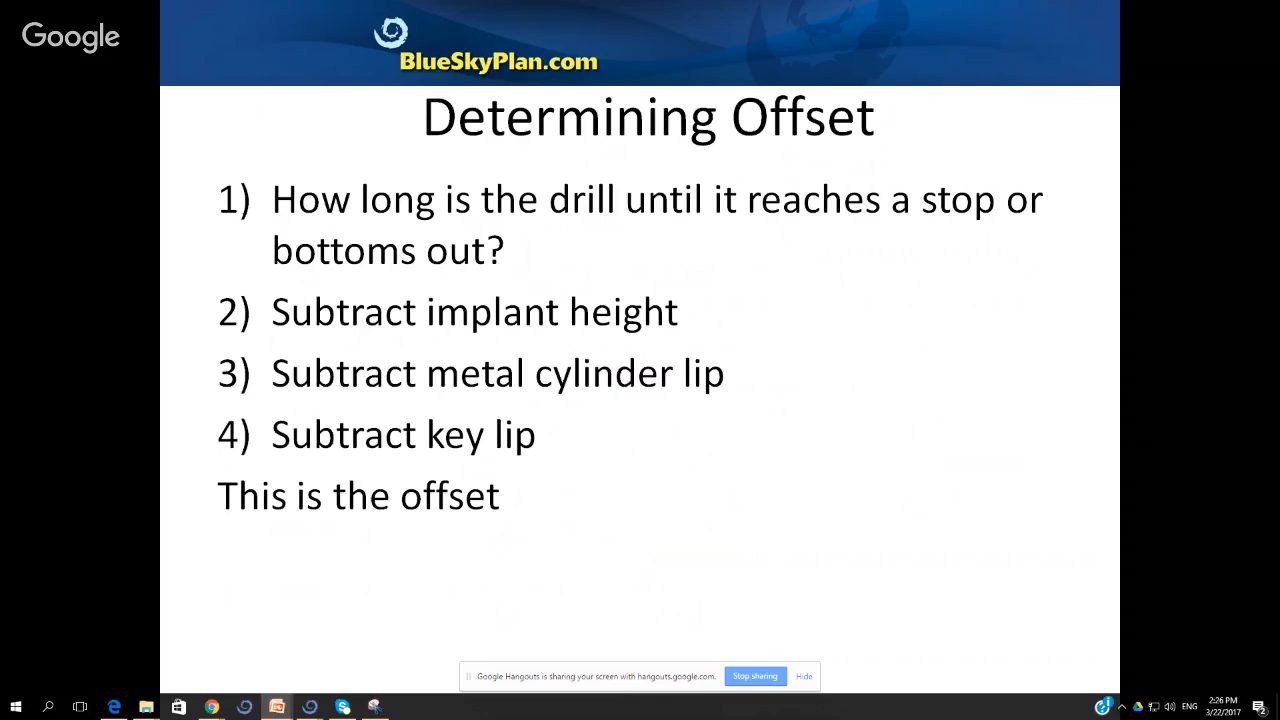 Google
BlueSkyPlan.com
Determining Offset
1) How long is the drill until it reaches a stop or
bottoms out?
2) Subtract implant height
3) Subtract metal cylinder lip
4) Subtract key lip
This is the offset
Google Hangouts is sharing your screen with hangouts.google.com.
Stop sharing
Hide
ENG
2:26 PM
3/22/2017
2